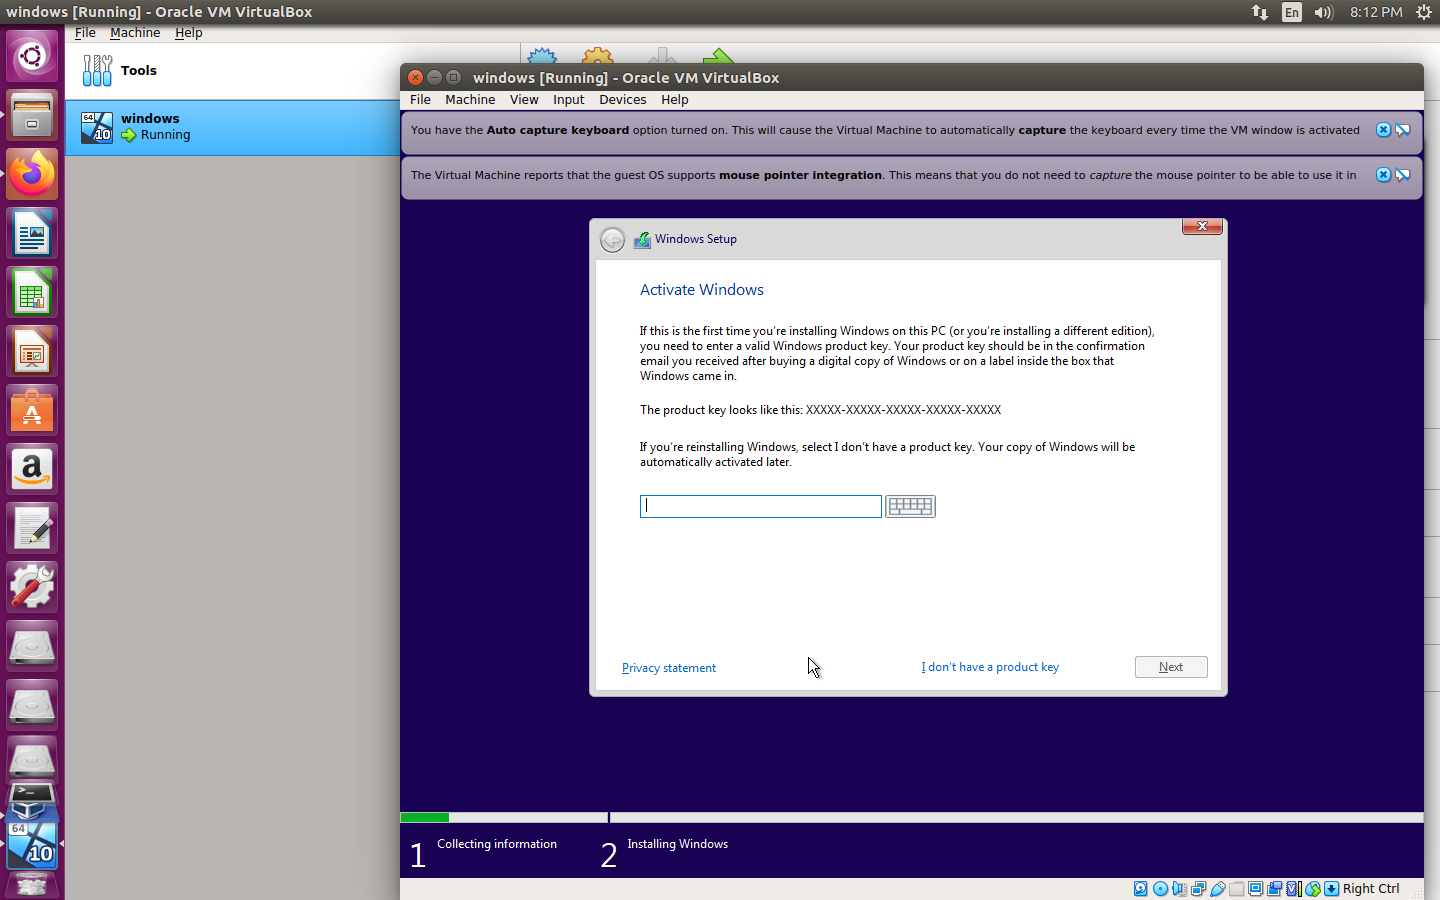 windows [Running] - Oracle VM VirtualBox
En
8:12 PM
File Machine Help
Tools
64
10
windows
Running
windows [Running] - Oracle VM VirtualBox
File Machine View Input Devices Help
You have the Auto capture keyboard option turned on. This will cause the Virtual Machine to automatically capture the keyboard every time the VM window is activated
The Virtual Machine reports that the guest OS supports mouse pointer integration. This means that you do not need to capture the mouse pointer to be able to use it in
Windows Setup
Activate Windows
If this is the first time you're installing Windows on this PC (or you're installing a different edition),
you need to enter a valid Windows product key. Your product key should be in the confirmation
email you received after buying a digital copy of Windows or on a label inside the box that
Windows came in.
The product key looks like this: XXXXX-XXXXX-XXXXX-XXXXX-XXXXX
If you're reinstalling Windows, select I don't have a product key. Your copy of Windows will be
automatically activated later.
Privacy statement
I don't have a product key
Next
64
10
1 Collecting information
2 Installing Windows
Right Ctrl